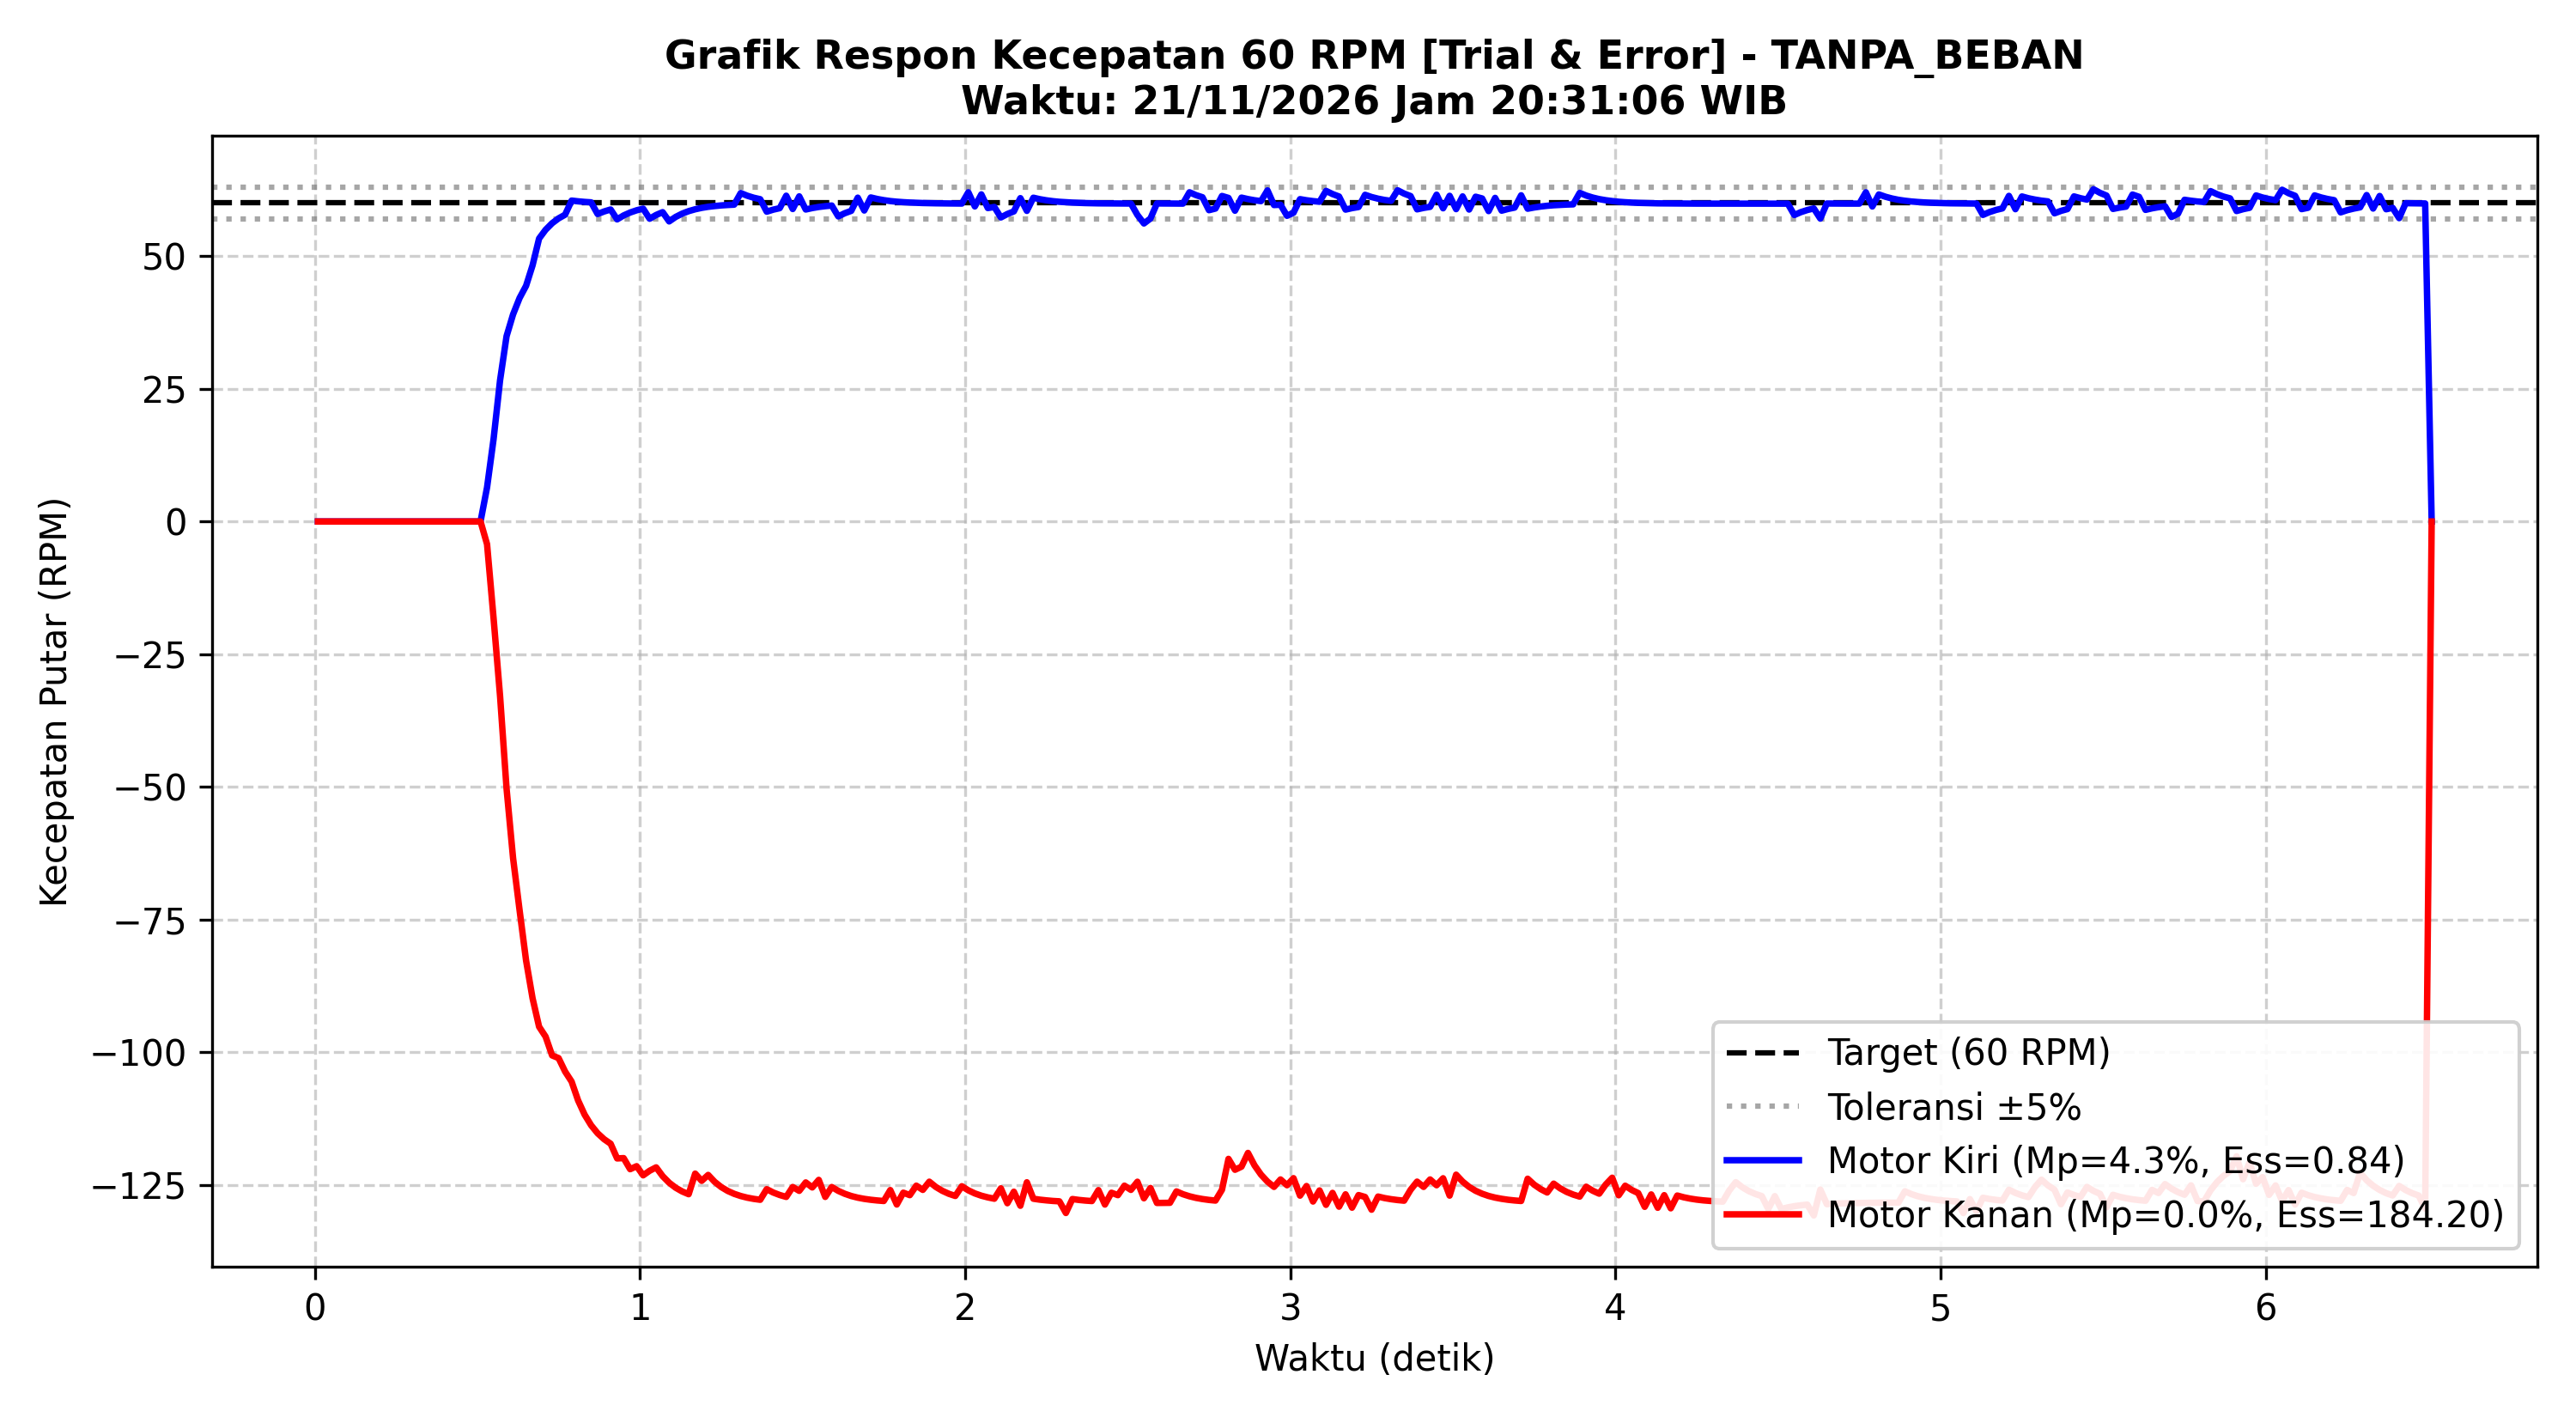 Grafik Respon Kecepatan 60 RPM [Trial & Error] - TANPA_BEBAN
Waktu: 21/11/2026 Jam 20:31:06 WIB
Kecepatan Putar (RPM)
50
25
0
−25
−50
−75
−100
−125
Target (60 RPM)
Toleransi ±5%
Motor Kiri (Mp=4.3%, Ess=0.84)
Motor Kanan (Mp=0.0%, Ess=184.20)
0 1 2 3 4 5 6
Waktu (detik)